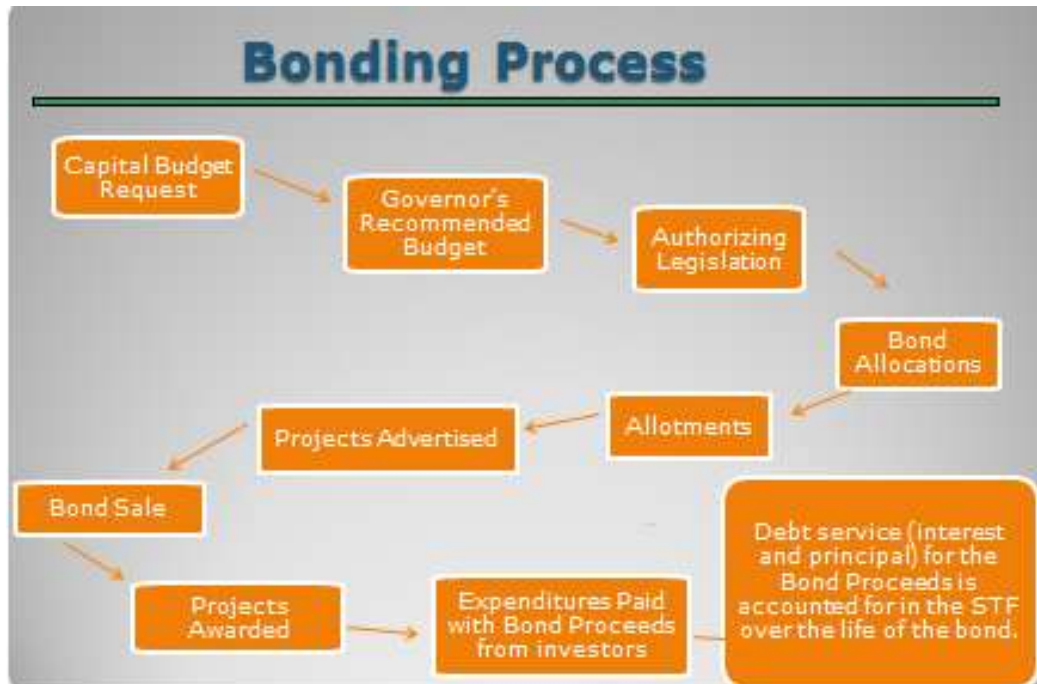 Bonding Process
Capital Budget
Request
Governor's
Recommended
Budget
Authorizing
Legislation
Bond
Allocations
Allotments
Projects Advertised
Bond Sale
Projects
Awarded
Expenditures Paid
with Bond Proceeds
from investors
Debt service (interest
and principal) for the
Bond Proceeds is
accounted for in the STF
over the life of the bond.